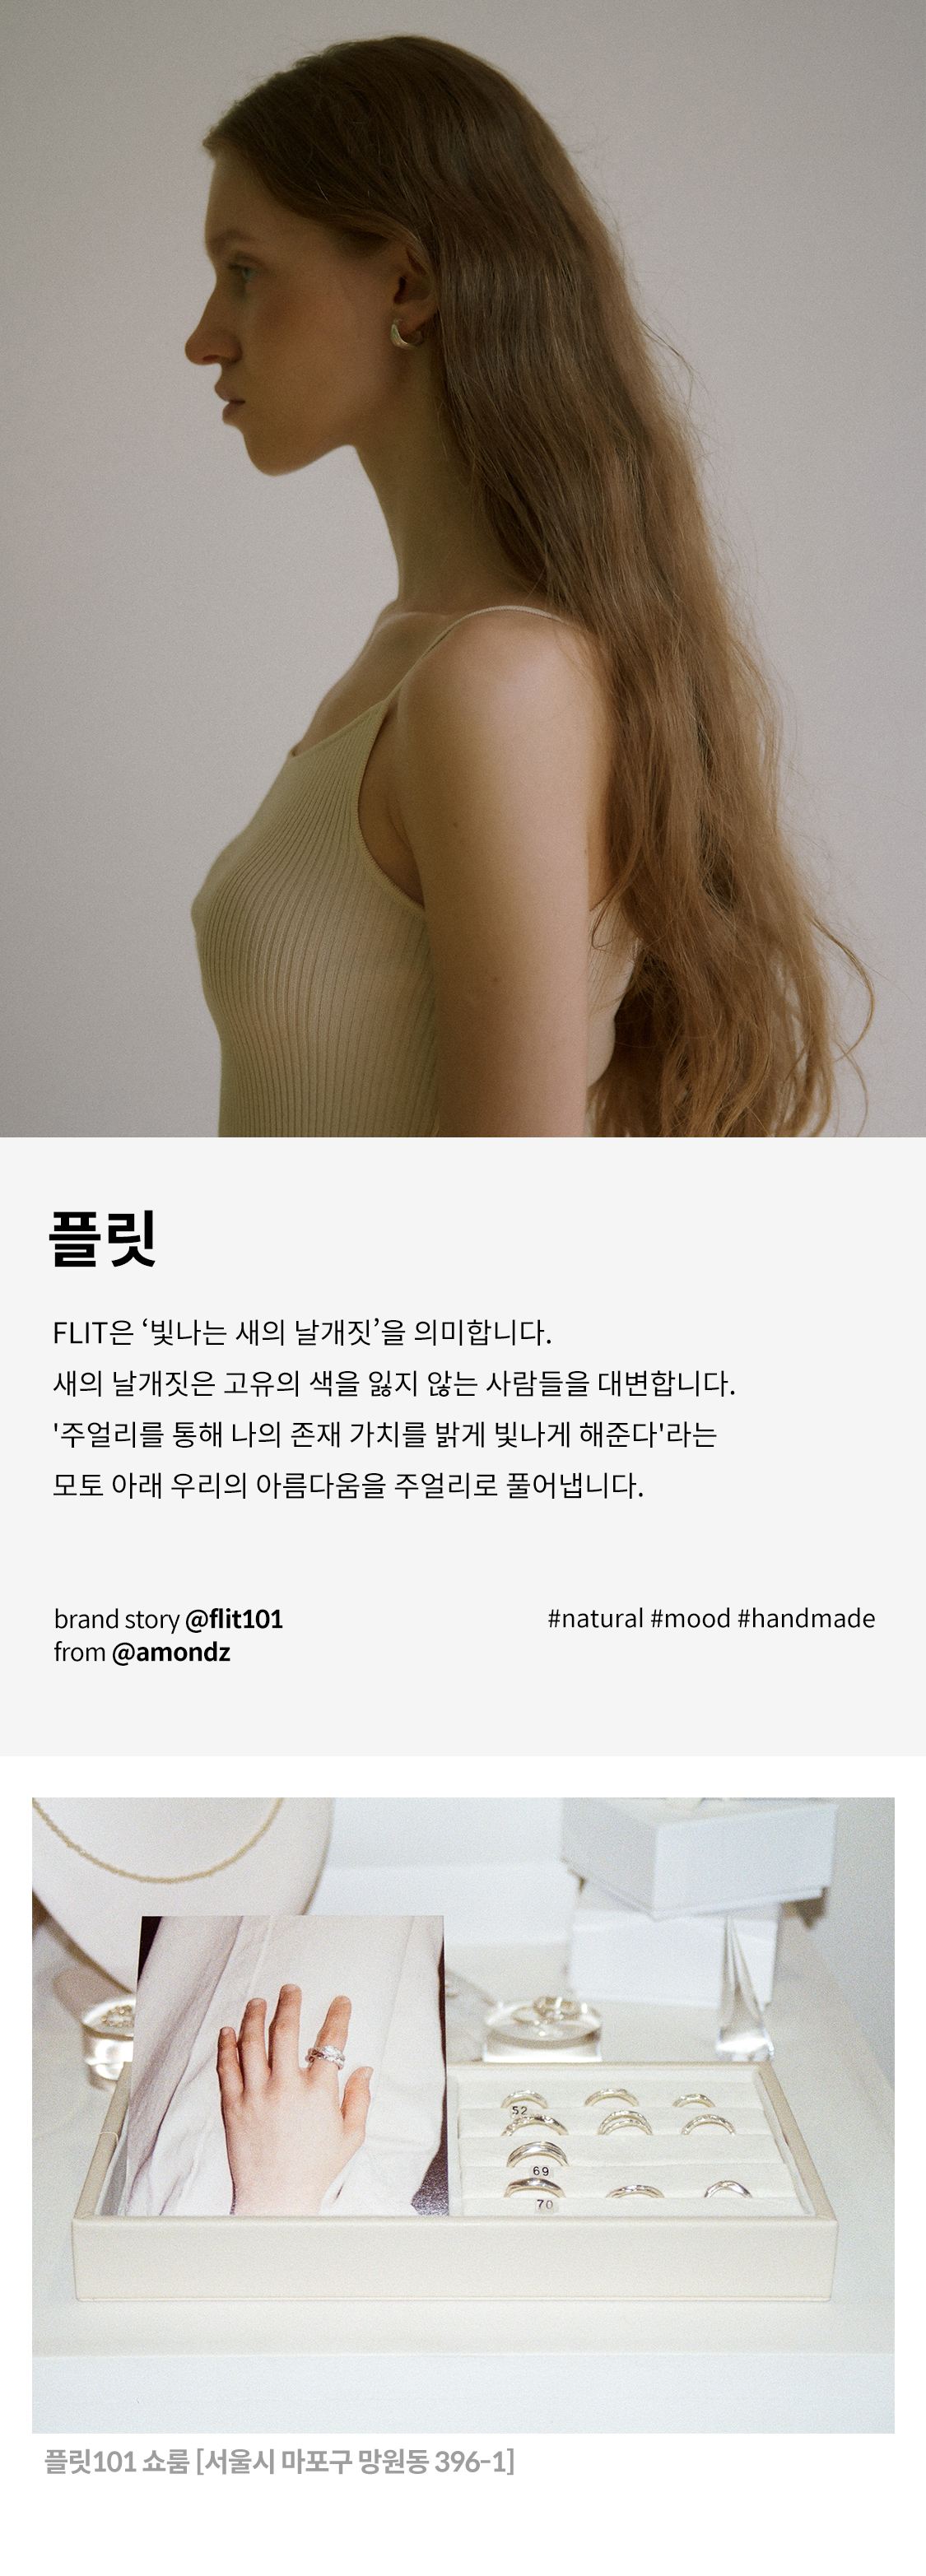 플릿
FLIT은 ‘빛나는 새의 날개짓’을 의미합니다.
새의 날개짓은 고유의 색을 잃지 않는 사람들을 대변합니다.
'주얼리를 통해 나의 존재 가치를 밝게 빛나게 해준다'라는
모토 아래 우리의 아름다움을 주얼리로 풀어냅니다.
brand story @flit101
from @amondz
#natural #mood #handmade
52
69
70
플릿101 쇼룸 [서울시 마포구 망원동 396-1]